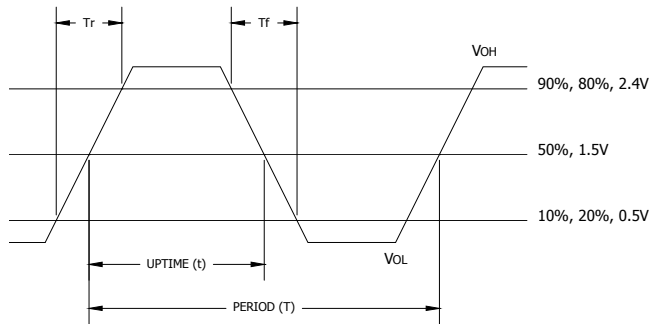 Tr
Tf
VOH
90%, 80%, 2.4V
50%, 1.5V
10%, 20%, 0.5V
VOL
UPTIME (t)
PERIOD (T)